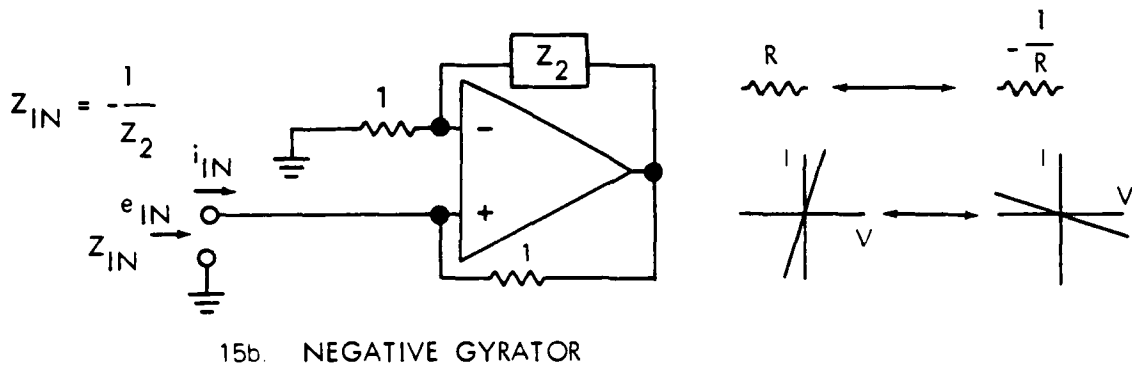 Z_IN = -1/Z_2
i_IN
e_IN
Z_IN
1
Z_2
-
+
1
R
-1/R
I
V
I
V
15b. NEGATIVE GYRATOR